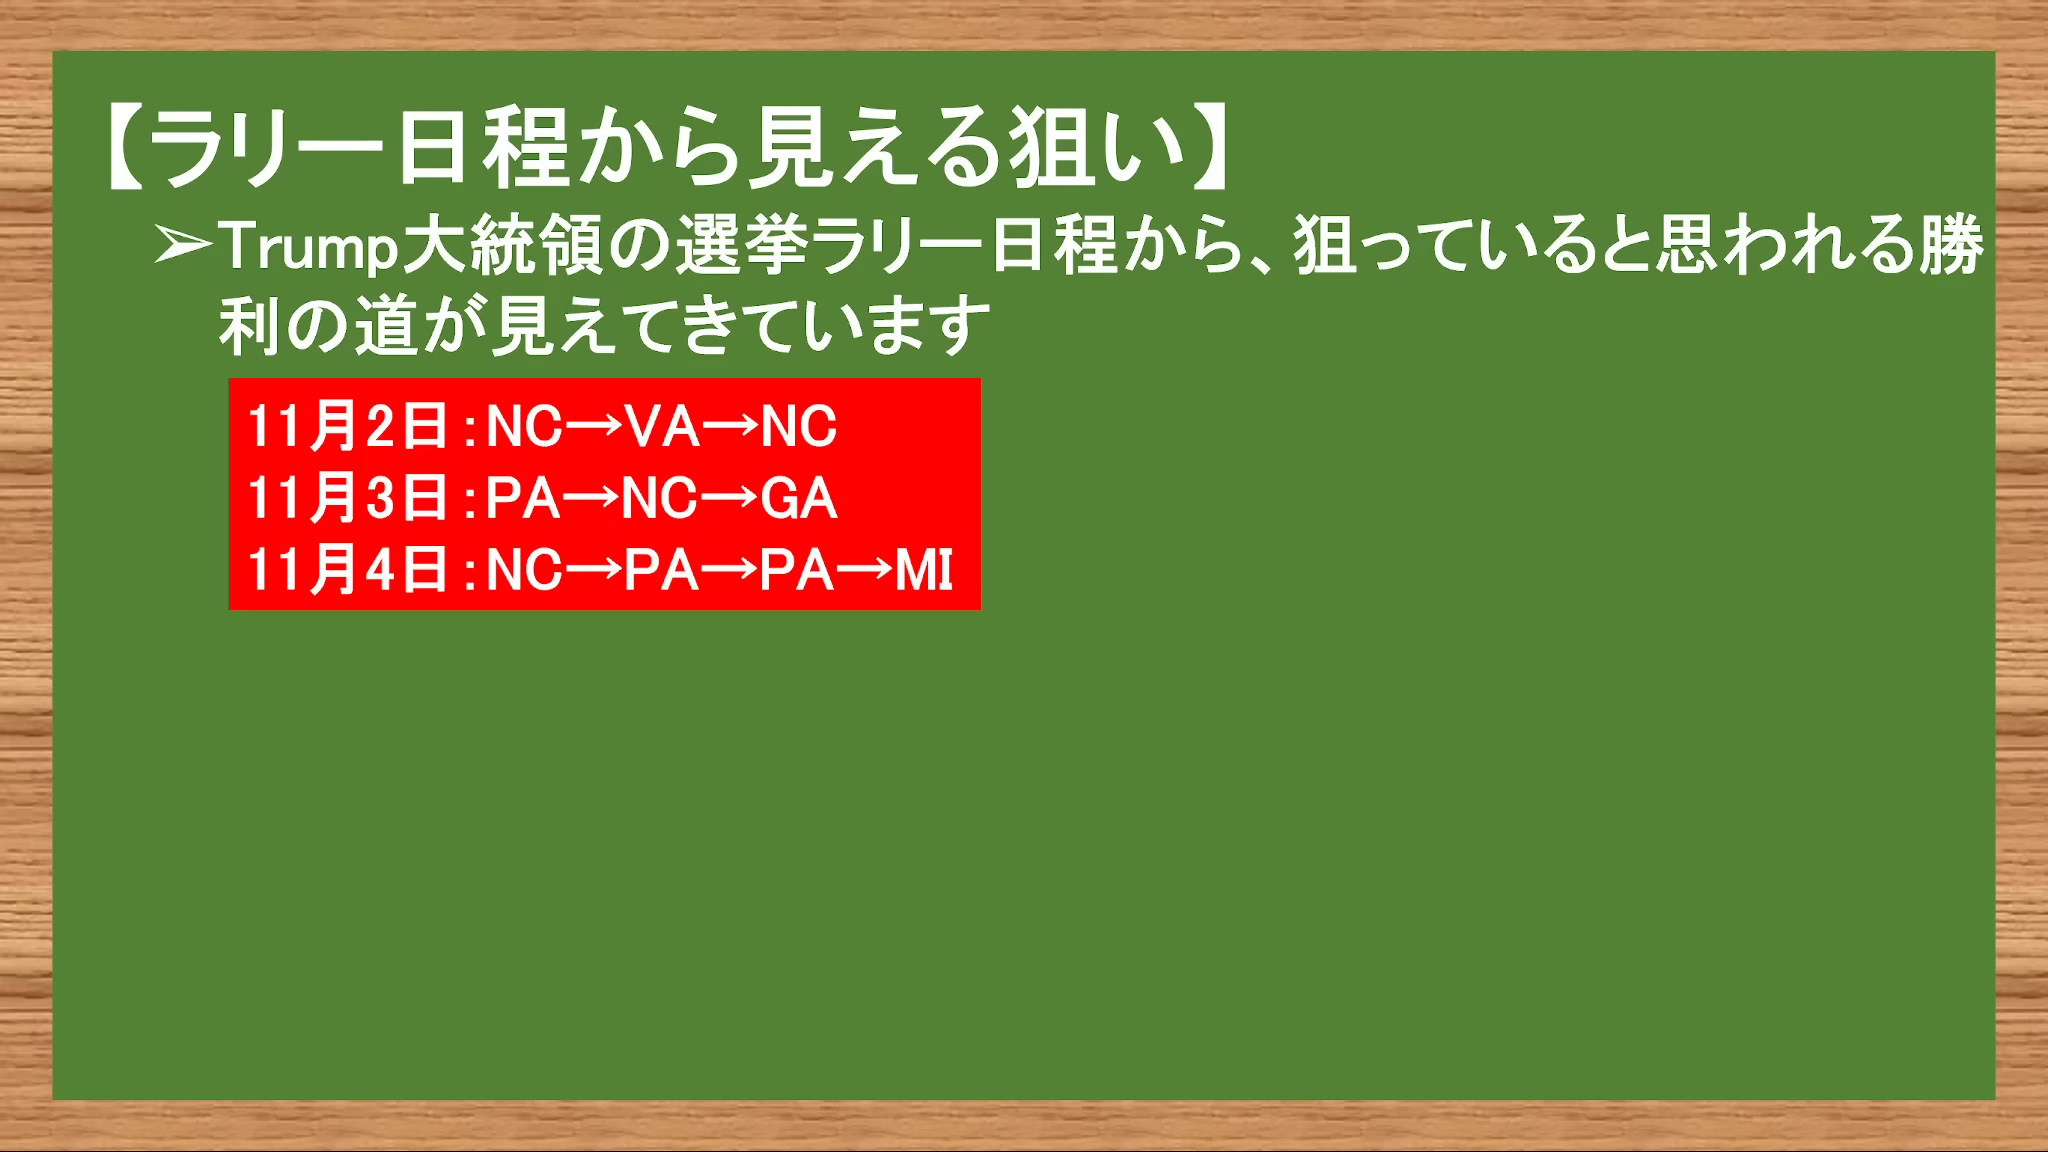 【ラリー日程から見える狙い】
➢Trump大統領の選挙ラリー日程から、狙っていると思われる勝
利の道が見えてきています
11月2日：NC→VA→NC
11月3日：PA→NC→GA
11月4日：NC→PA→PA→MI